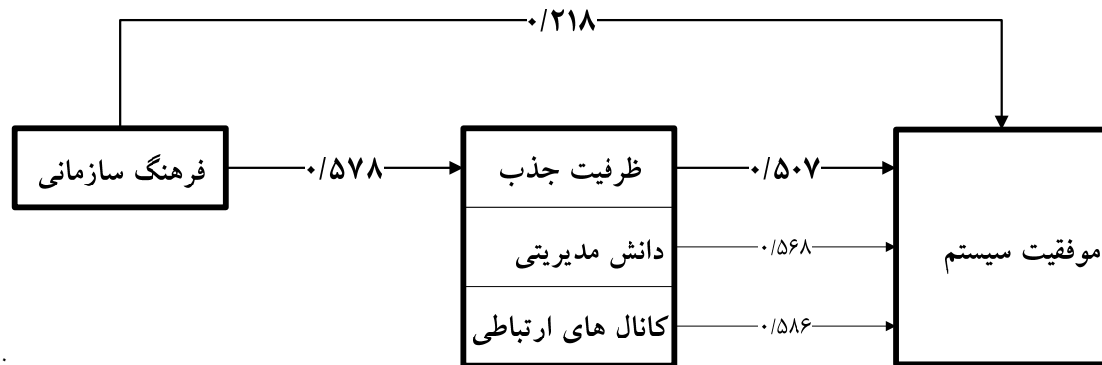 ۰/۲۱۸
فرهنگ سازمانی
۰/۵۷۸
ظرفیت جذب
۰/۵۰۷
دانش مدیریتی
۰/۵۶۸
موفقیت سیستم
کانال های ارتباطی
۰/۵۸۶
.